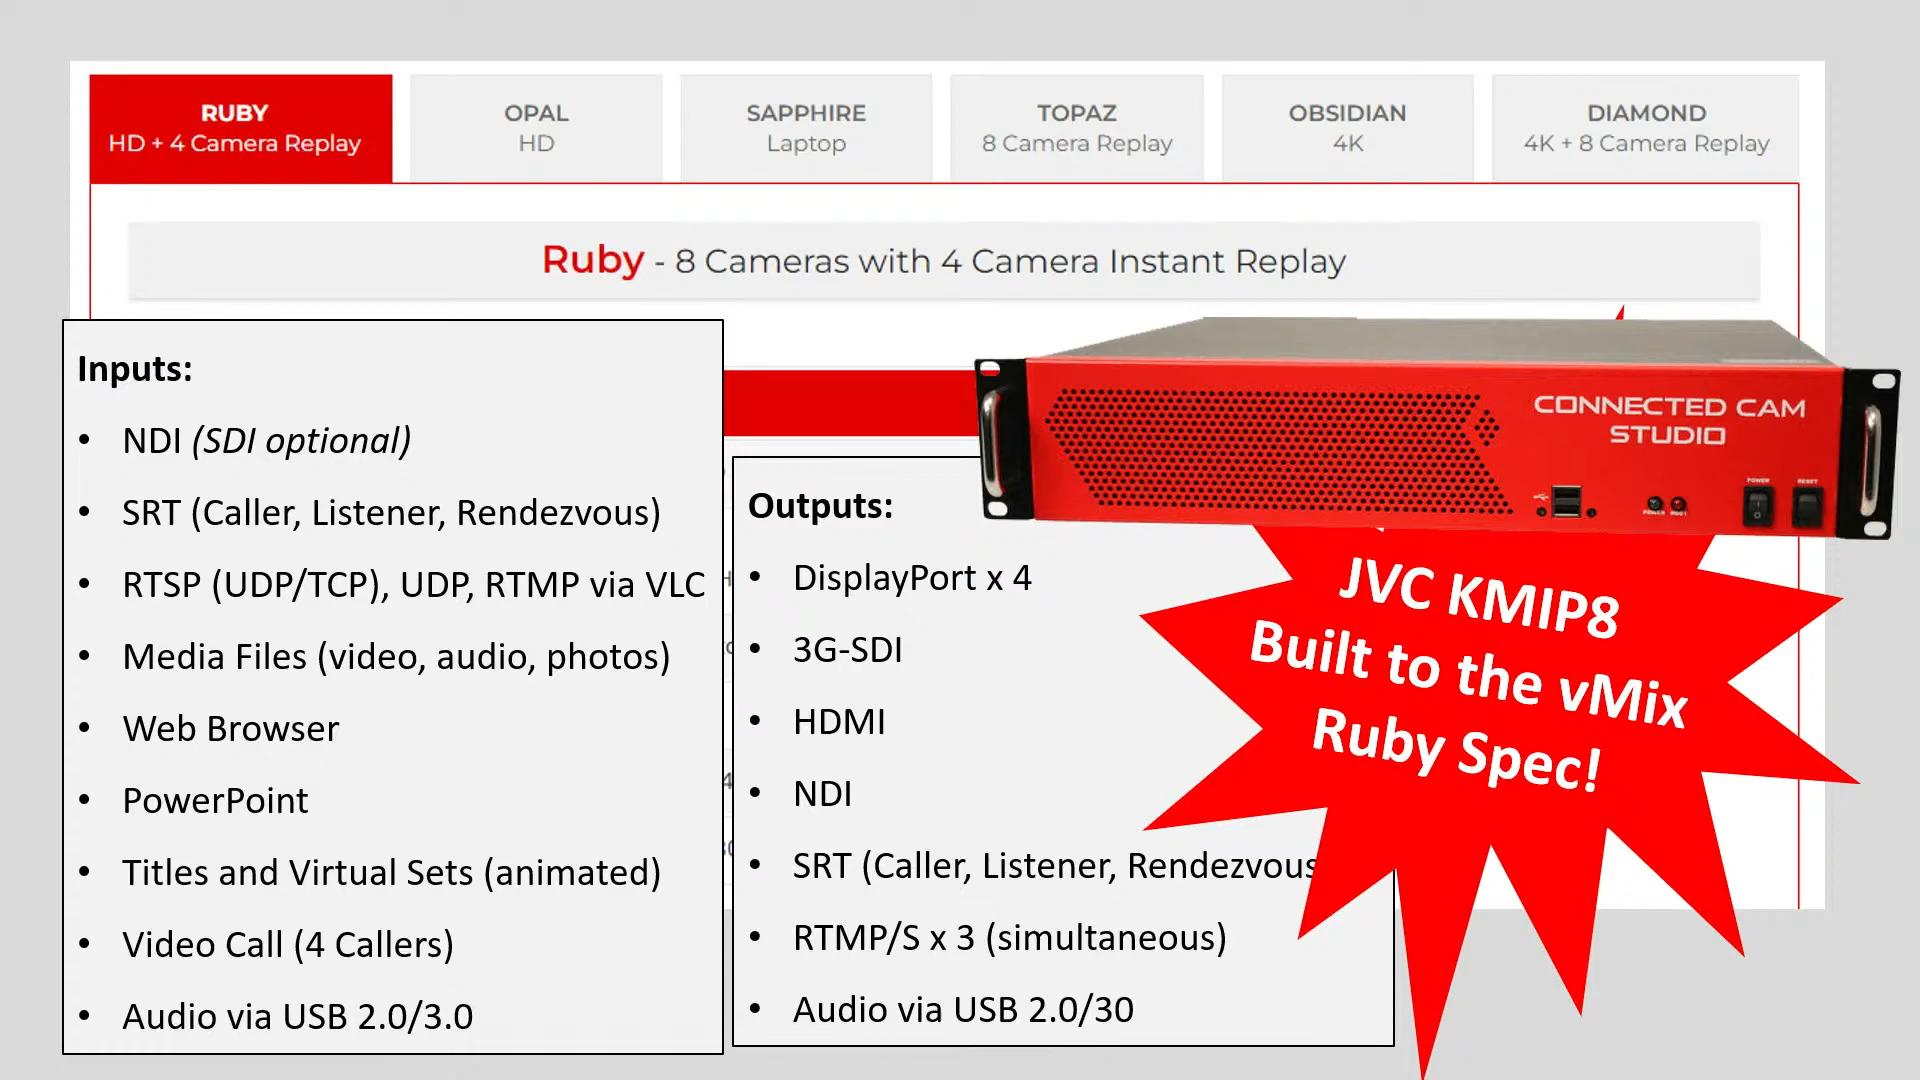 RUBY
HD + 4 Camera Replay
OPAL
HD
SAPPHIRE
Laptop
TOPAZ
8 Camera Replay
OBSIDIAN
4K
DIAMOND
4K + 8 Camera Replay
Ruby - 8 Cameras with 4 Camera Instant Replay
Inputs:
• NDI (SDI optional)
• SRT (Caller, Listener, Rendezvous)
• RTSP (UDP/TCP), UDP, RTMP via VLC
• Media Files (video, audio, photos)
• Web Browser
• PowerPoint
• Titles and Virtual Sets (animated)
• Video Call (4 Callers)
• Audio via USB 2.0/3.0
Outputs:
• DisplayPort x 4
• 3G-SDI
• HDMI
• NDI
• SRT (Caller, Listener, Rendezvous
• RTMP/S x 3 (simultaneous)
• Audio via USB 2.0/30
CONNECTED CAM
STUDIO
POWER
RESET
POWER
JVC KMIP8
Built to the vMix
Ruby Spec!